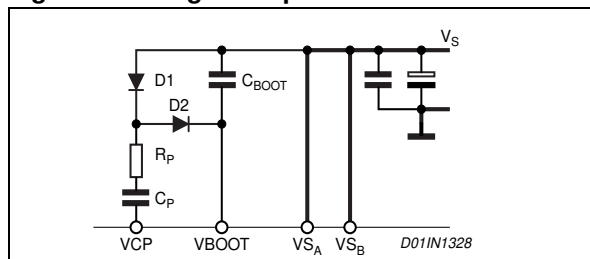 V_S
D1
C_BOOT
D2
R_P
C_P
VCP VBOOT VS_A VS_B D01IN1328